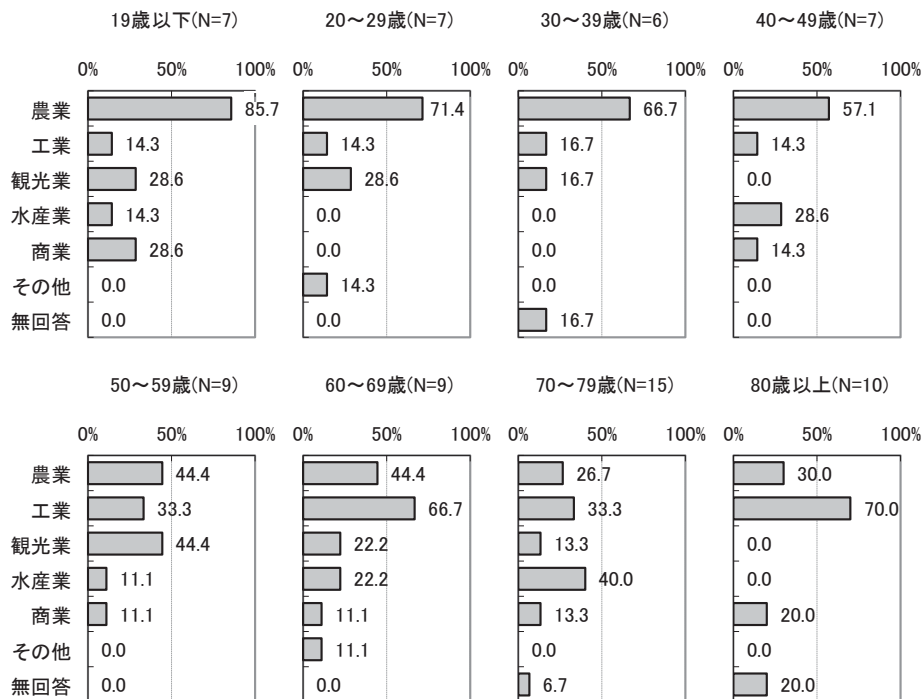 19歳以下(N=7) 20～29歳(N=7) 30～39歳(N=6) 40～49歳(N=7)
0% 50% 100% 0% 50% 100% 0% 50% 100% 0% 50% 100%
農業 85.7 71.4 66.7 57.1
工業 14.3 14.3 16.7 14.3
観光業 28.6 28.6 16.7 0.0
水産業 14.3 0.0 0.0 28.6
商業 28.6 0.0 0.0 14.3
その他 0.0 14.3 0.0 0.0
無回答 0.0 0.0 16.7 0.0
50～59歳(N=9) 60～69歳(N=9) 70～79歳(N=15) 80歳以上(N=10)
0% 50% 100% 0% 50% 100% 0% 50% 100% 0% 50% 100%
農業 44.4 44.4 26.7 30.0
工業 33.3 66.7 33.3 70.0
観光業 44.4 22.2 13.3 0.0
水産業 11.1 22.2 40.0 0.0
商業 11.1 11.1 13.3 20.0
その他 0.0 11.1 0.0 0.0
無回答 0.0 0.0 6.7 20.0